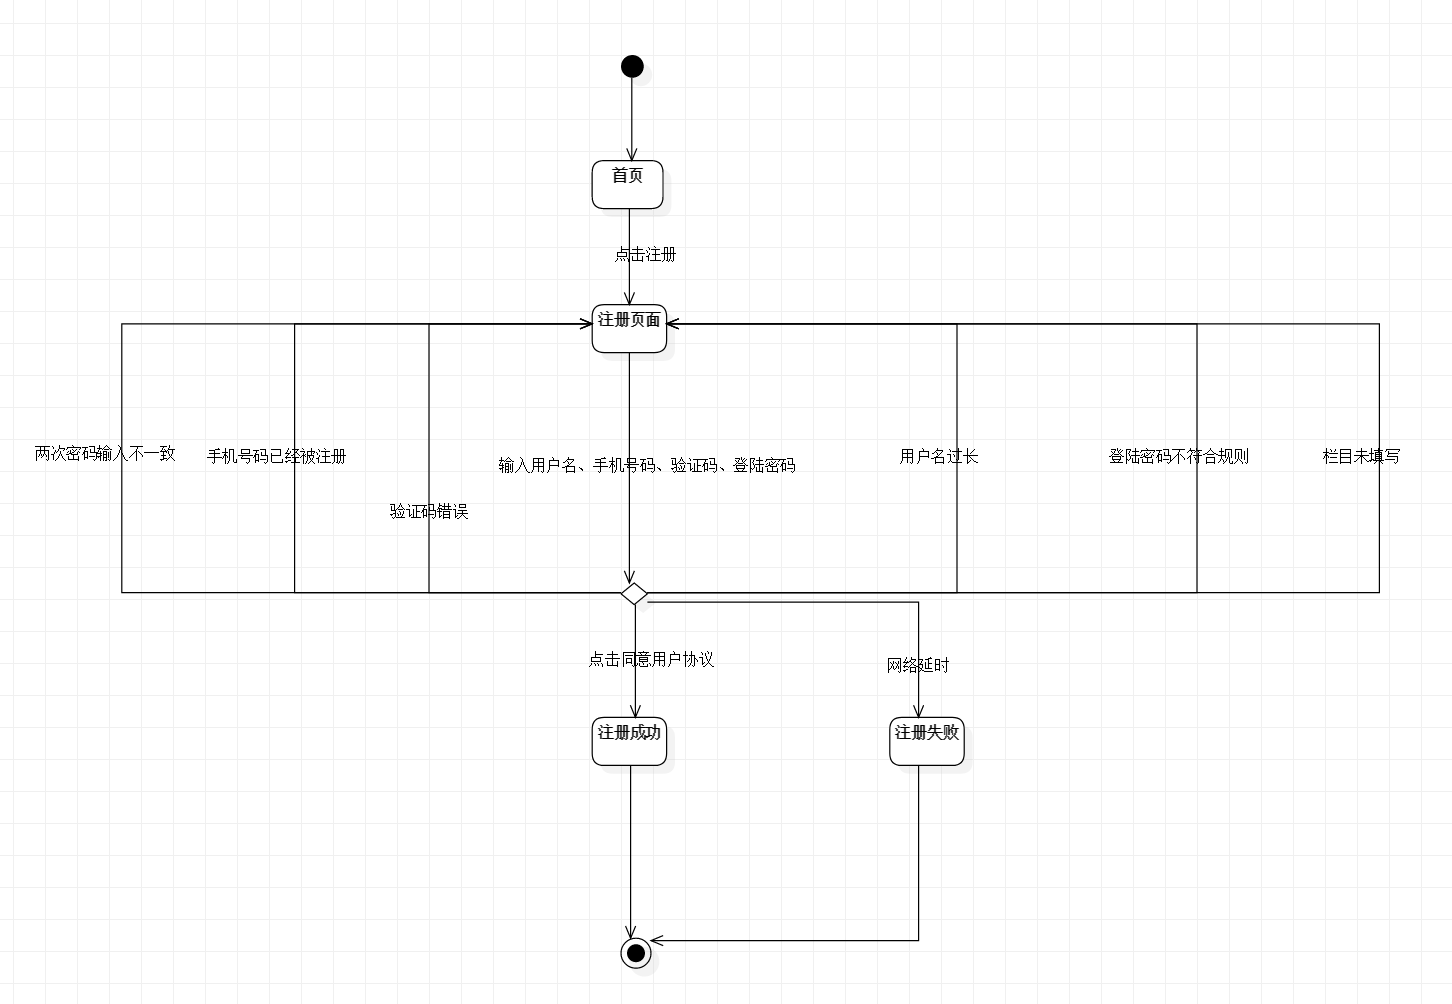 首页
点击注册
注册页面
两次密码输入不一致
手机号码已经被注册
验证码错误
输入用户名、手机号码、验证码、登陆密码
用户名过长
登陆密码不符合规则
栏目未填写
点击同意用户协议
网络延时
注册成功
注册失败